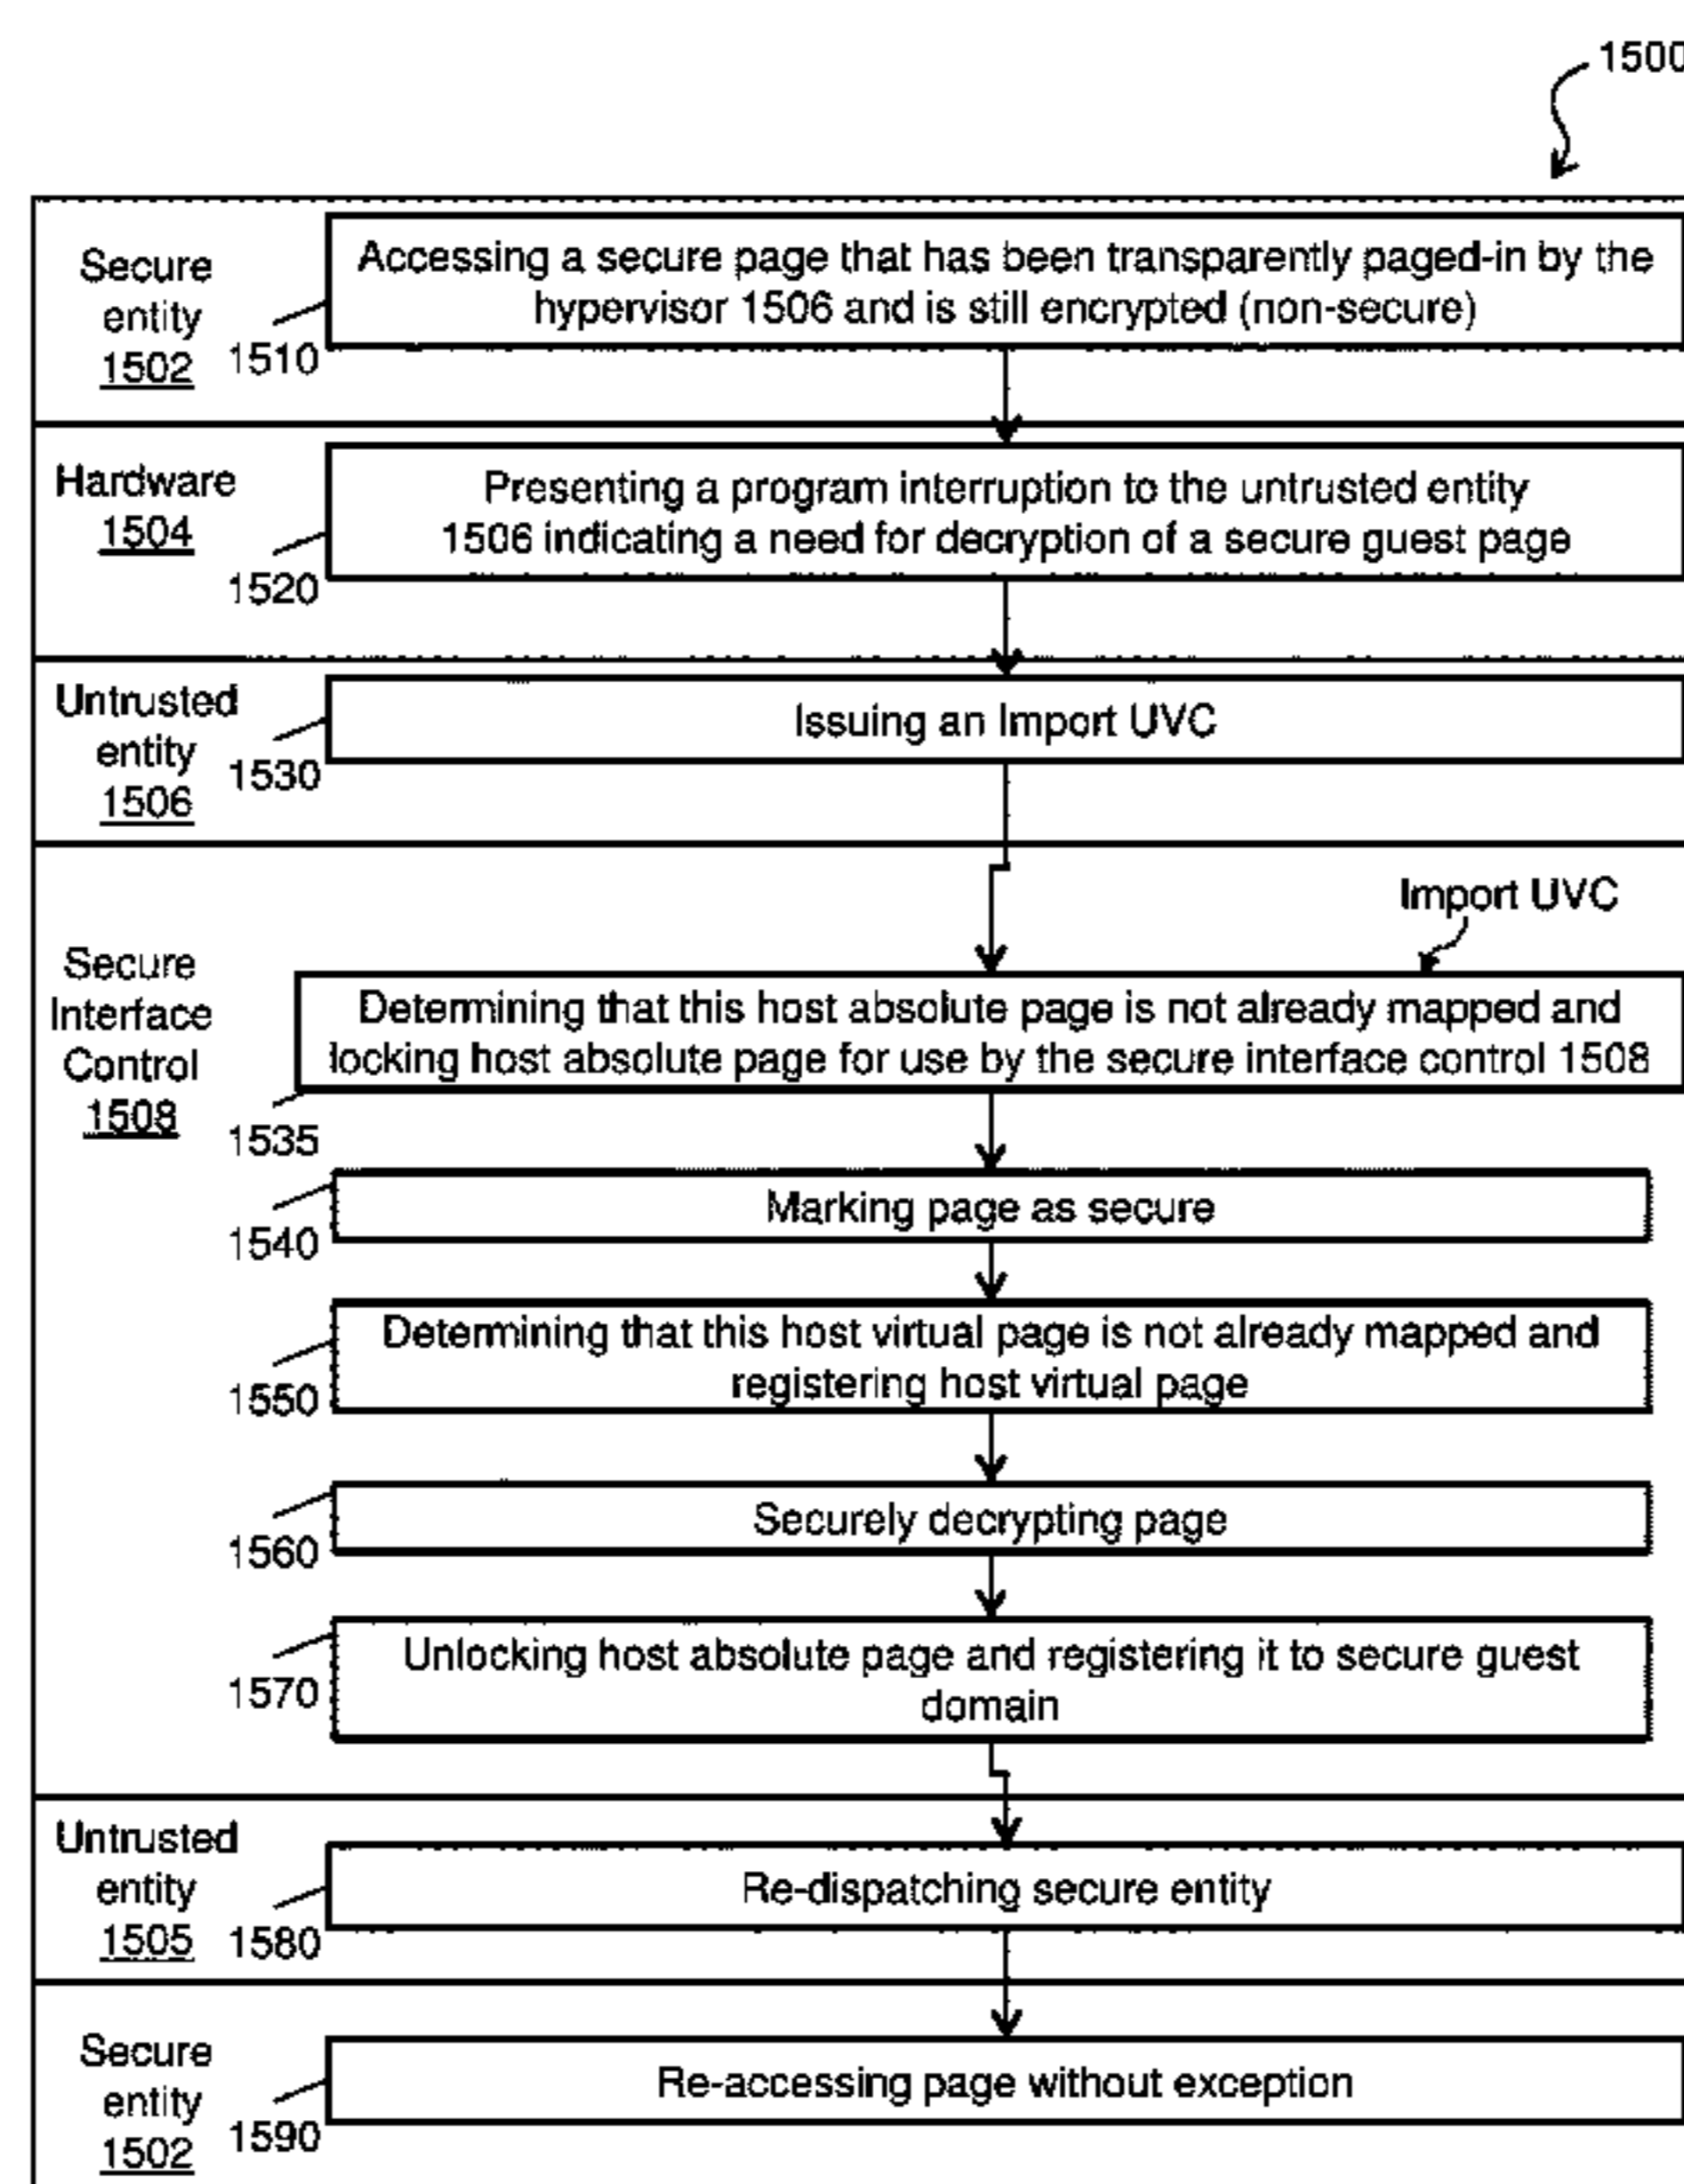 1500
Secure
entity
1502
1510
Accessing a secure page that has been transparently paged-in by the
hypervisor 1506 and is still encrypted (non-secure)
Hardware
1504
1520
Presenting a program interruption to the untrusted entity
1506 indicating a need for decryption of a secure guest page
Untrusted
entity
1506
1530
Issuing an Import UVC
Secure
Interface
Control
1508
Import UVC
1535
Determining that this host absolute page is not already mapped and
locking host absolute page for use by the secure interface control 1508
1540
Marking page as secure
1550
Determining that this host virtual page is not already mapped and
registering host virtual page
1560
Securely decrypting page
1570
Unlocking host absolute page and registering it to secure guest
domain
Untrusted
entity
1505
1580
Re-dispatching secure entity
Secure
entity
1502
1590
Re-accessing page without exception